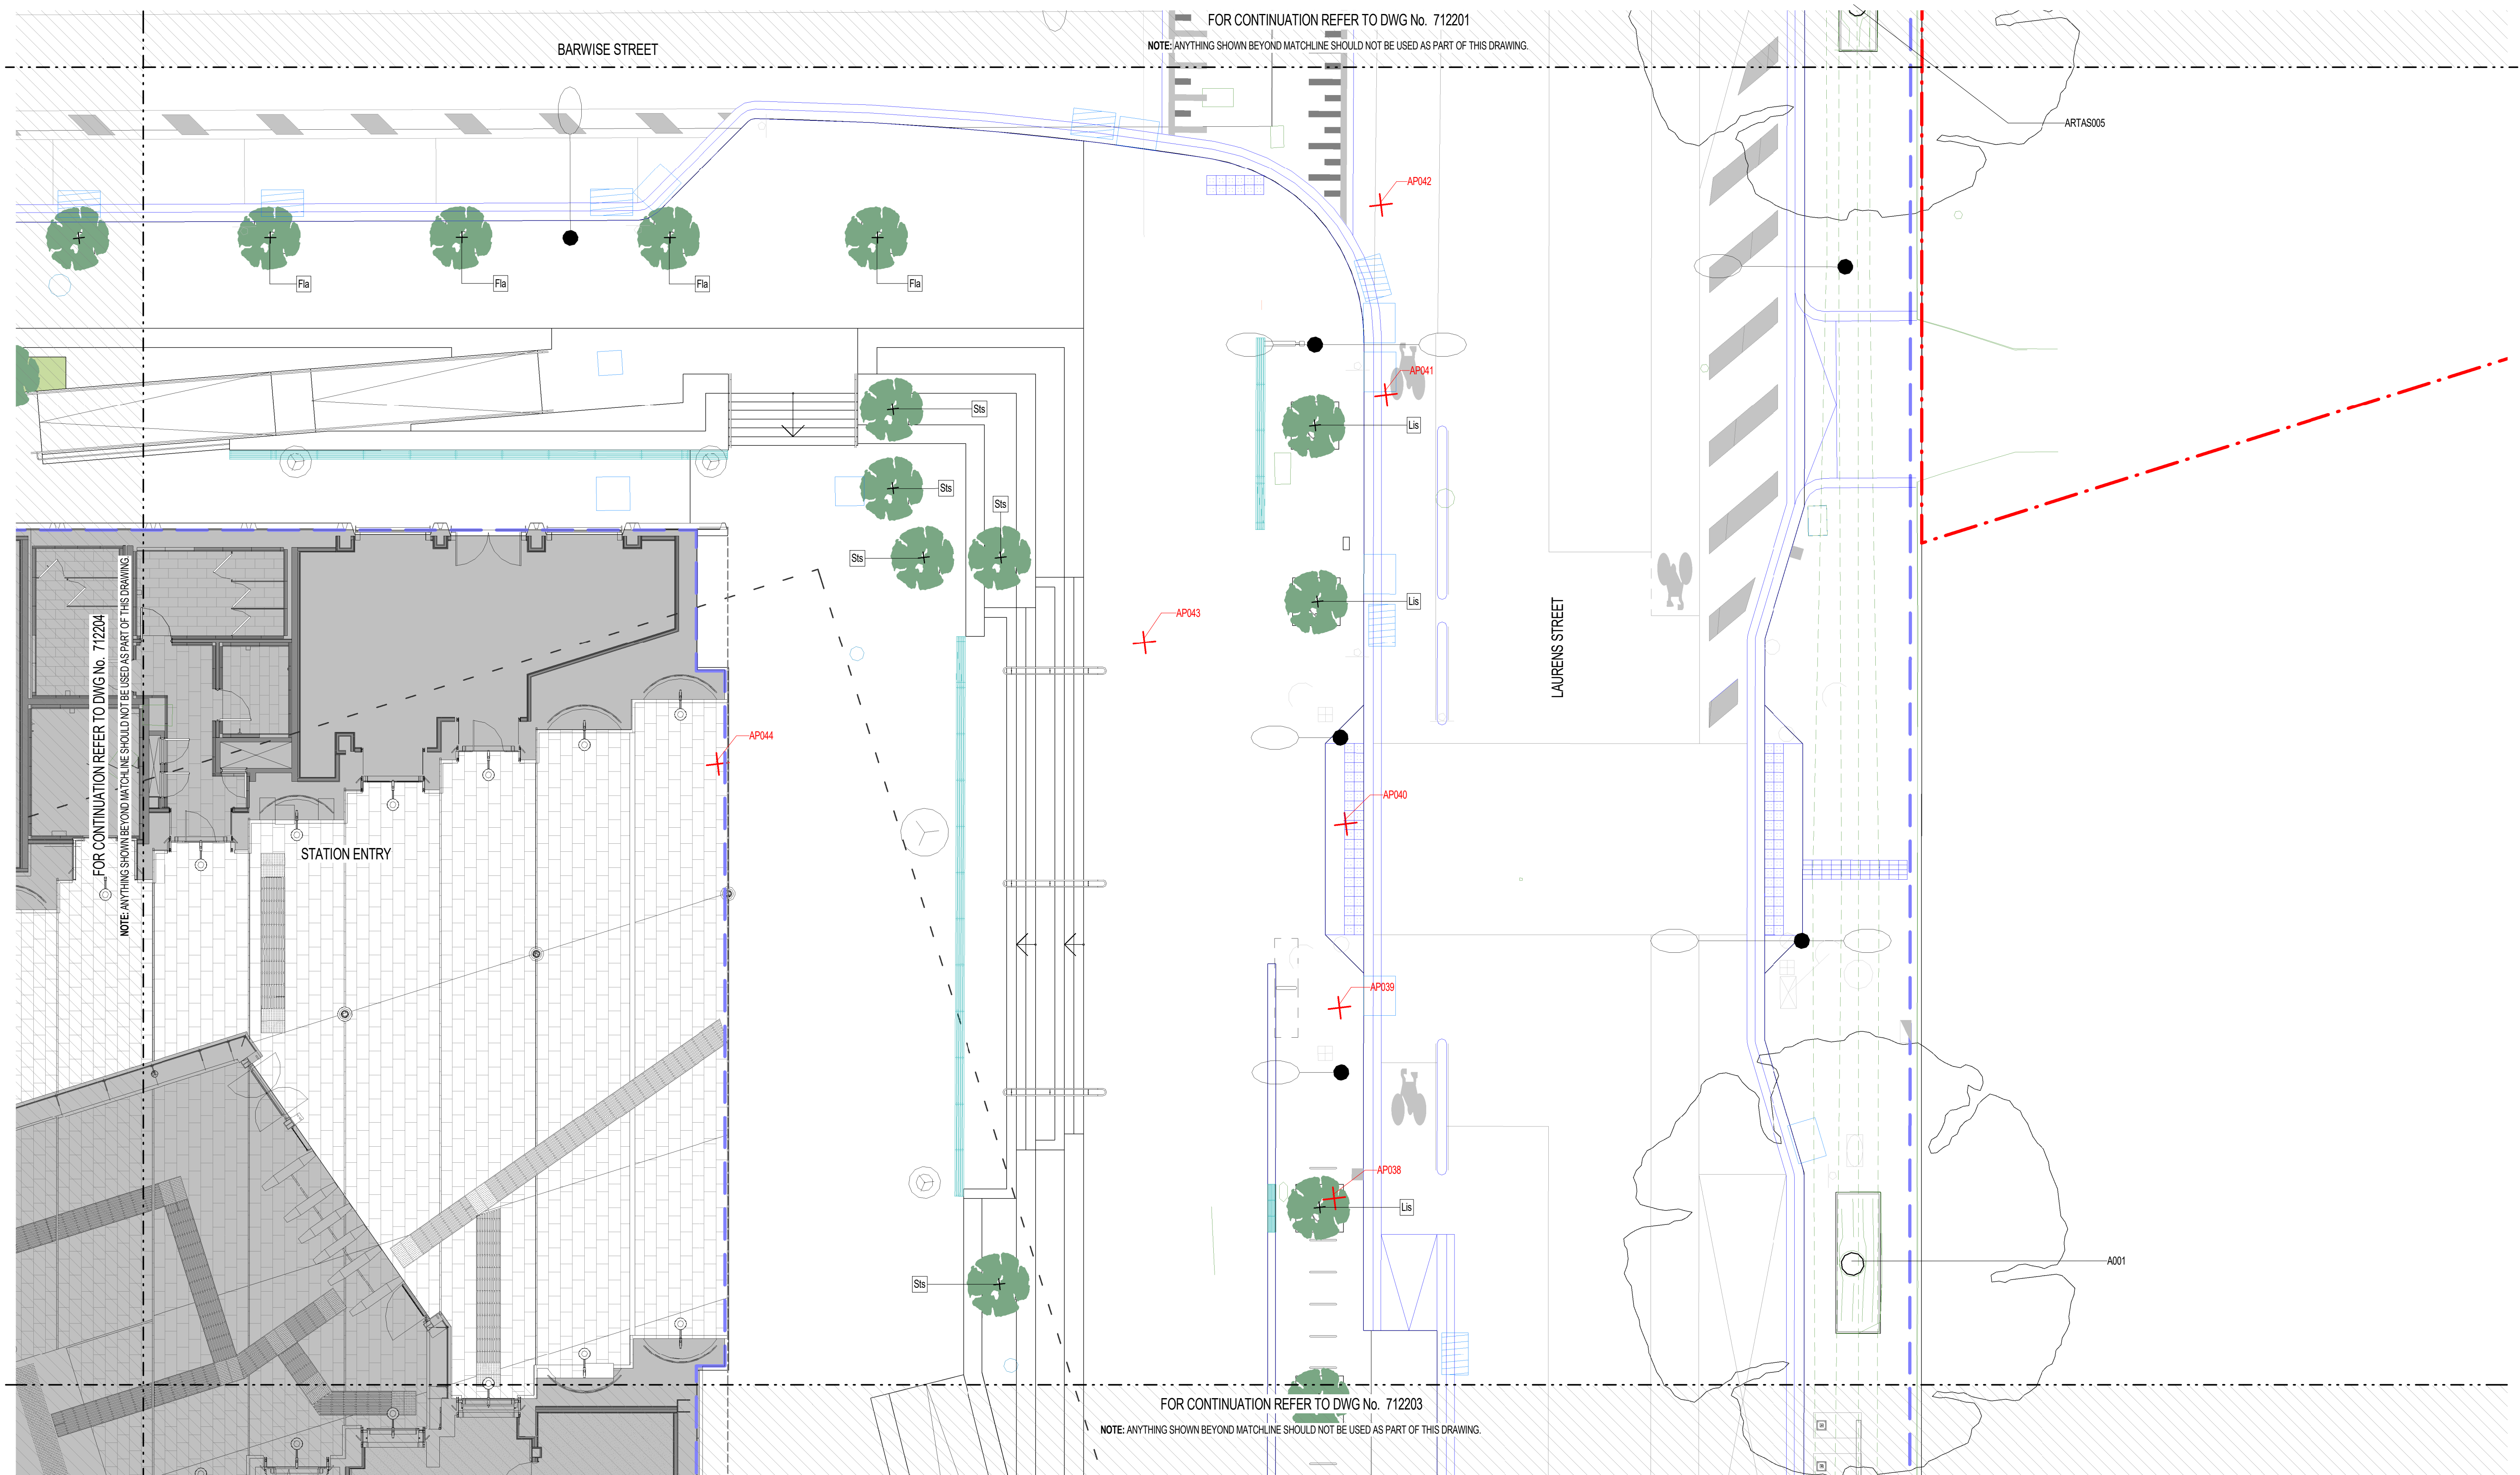 FOR CONTINUATION REFER TO DWG No. 712201
BARWISE STREET
NOTE: ANYTHING SHOWN BEYOND MATCHLINE SHOULD NOT BE USED AS PART OF THIS DRAWING.
ARTAS005
AP042
Fla
Fla
Fla
Fla
AP041
Sts
Lis
Sts
Sts
Sts
Lis
AP043
LAURENS STREET
FOR CONTINUATION REFER TO DWG No. 712204
NOTE: ANYTHING SHOWN BEYOND MATCHLINE SHOULD NOT BE USED AS PART OF THIS DRAWING.
AP044
AP040
STATION ENTRY
AP039
AP038
Lis
A001
Sts
FOR CONTINUATION REFER TO DWG No. 712203
NOTE: ANYTHING SHOWN BEYOND MATCHLINE SHOULD NOT BE USED AS PART OF THIS DRAWING.